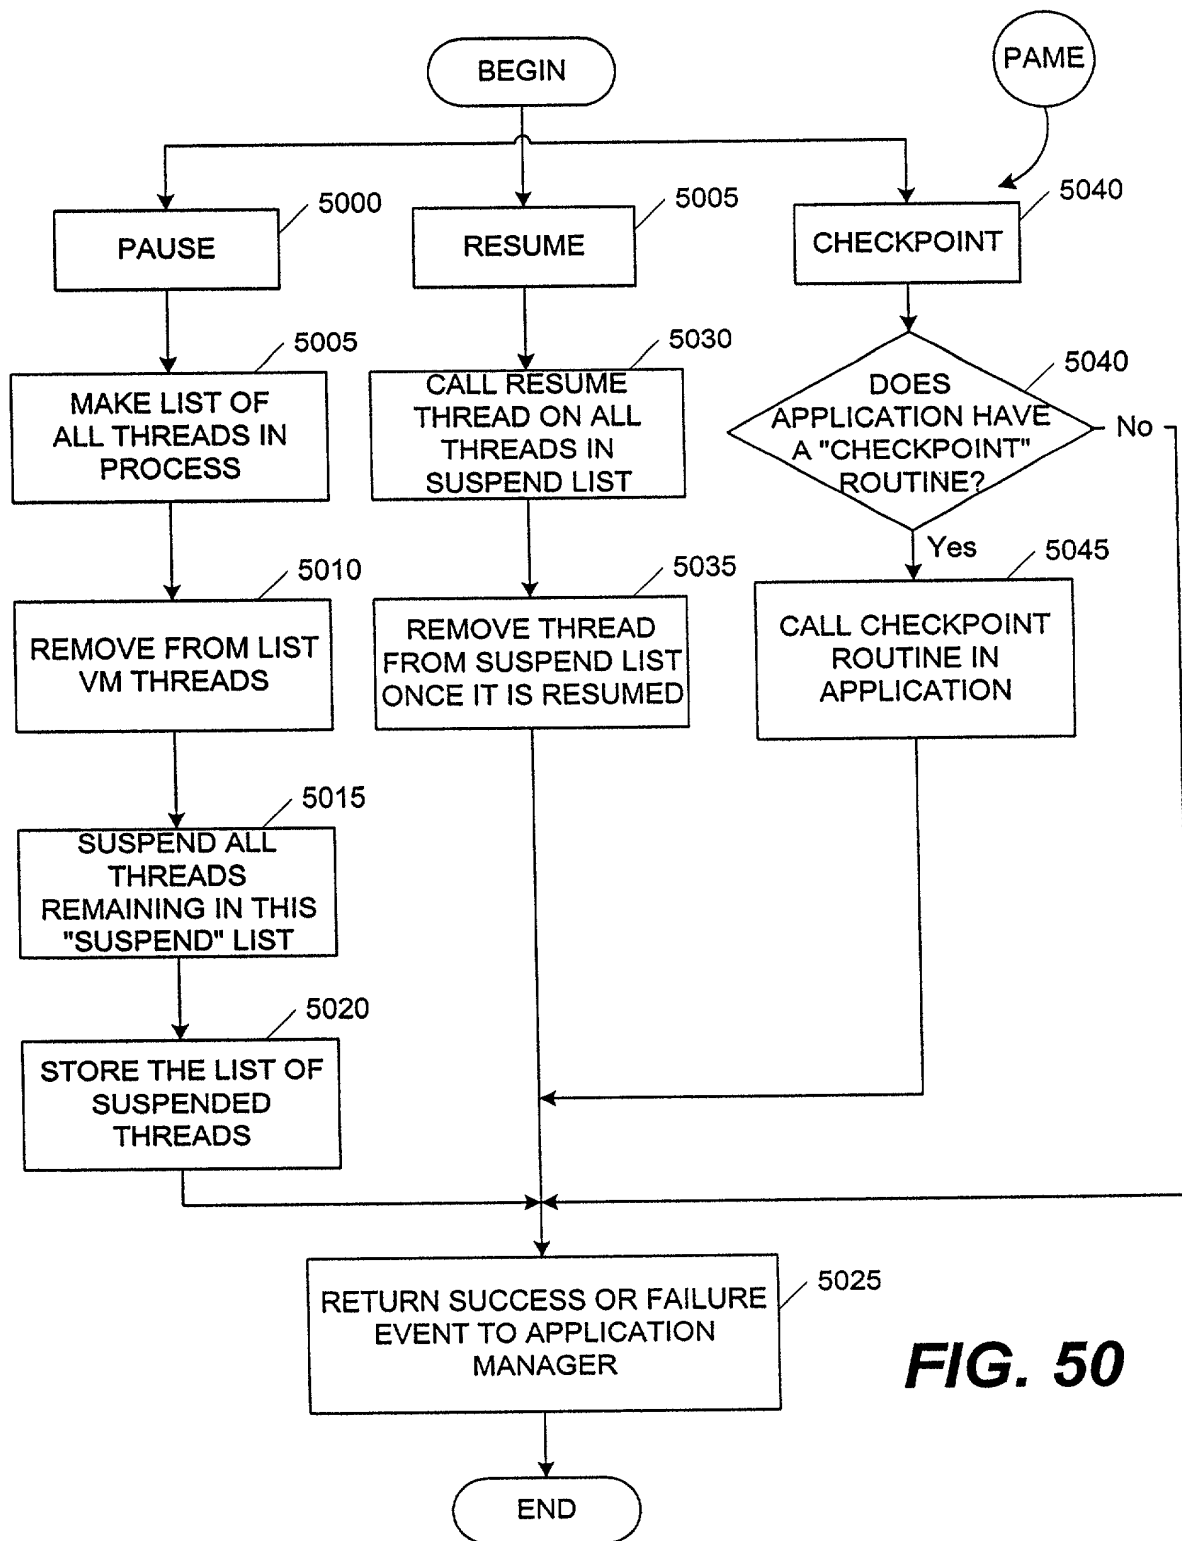 BEGIN
PAME
5000
PAUSE
5005
RESUME
5040
CHECKPOINT
5005
MAKE LIST OF
ALL THREADS IN
PROCESS
5030
CALL RESUME
THREAD ON ALL
THREADS IN
SUSPEND LIST
5040
DOES
APPLICATION HAVE
A "CHECKPOINT"
ROUTINE?
No
Yes
5010
REMOVE FROM LIST
VM THREADS
5035
REMOVE THREAD
FROM SUSPEND LIST
ONCE IT IS RESUMED
5045
CALL CHECKPOINT
ROUTINE IN
APPLICATION
5015
SUSPEND ALL
THREADS
REMAINING IN THIS
"SUSPEND" LIST
5020
STORE THE LIST OF
SUSPENDED
THREADS
5025
RETURN SUCCESS OR FAILURE
EVENT TO APPLICATION
MANAGER
FIG. 50
END